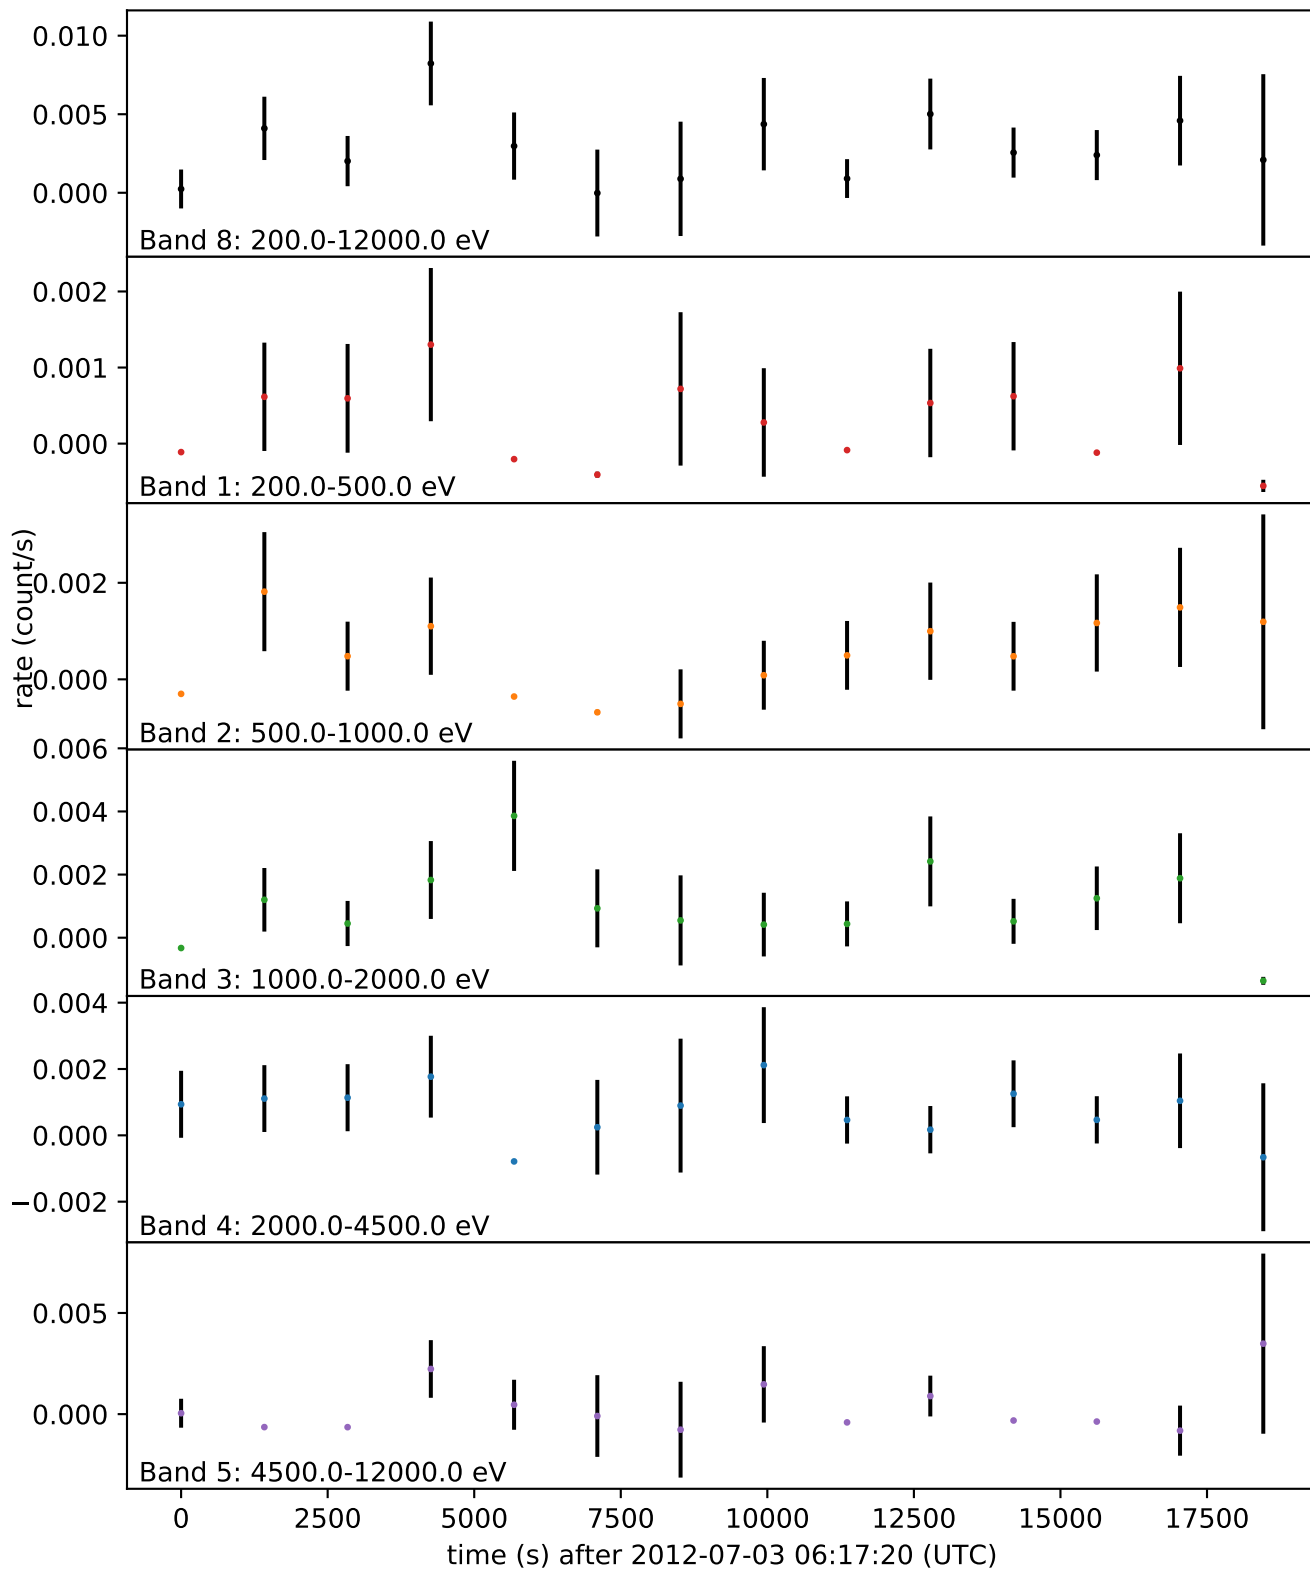 0.010
0.005
0.000
Band 8: 200.0-12000.0 eV
0.002
0.001
0.000
Band 1: 200.0-500.0 eV
rate (count/s)
0.002
0.000
Band 2: 500.0-1000.0 eV
0.006
0.004
0.002
0.000
Band 3: 1000.0-2000.0 eV
0.004
0.002
0.000
−0.002
Band 4: 2000.0-4500.0 eV
0.005
0.000
Band 5: 4500.0-12000.0 eV
0 2500 5000 7500 10000 12500 15000 17500
time (s) after 2012-07-03 06:17:20 (UTC)